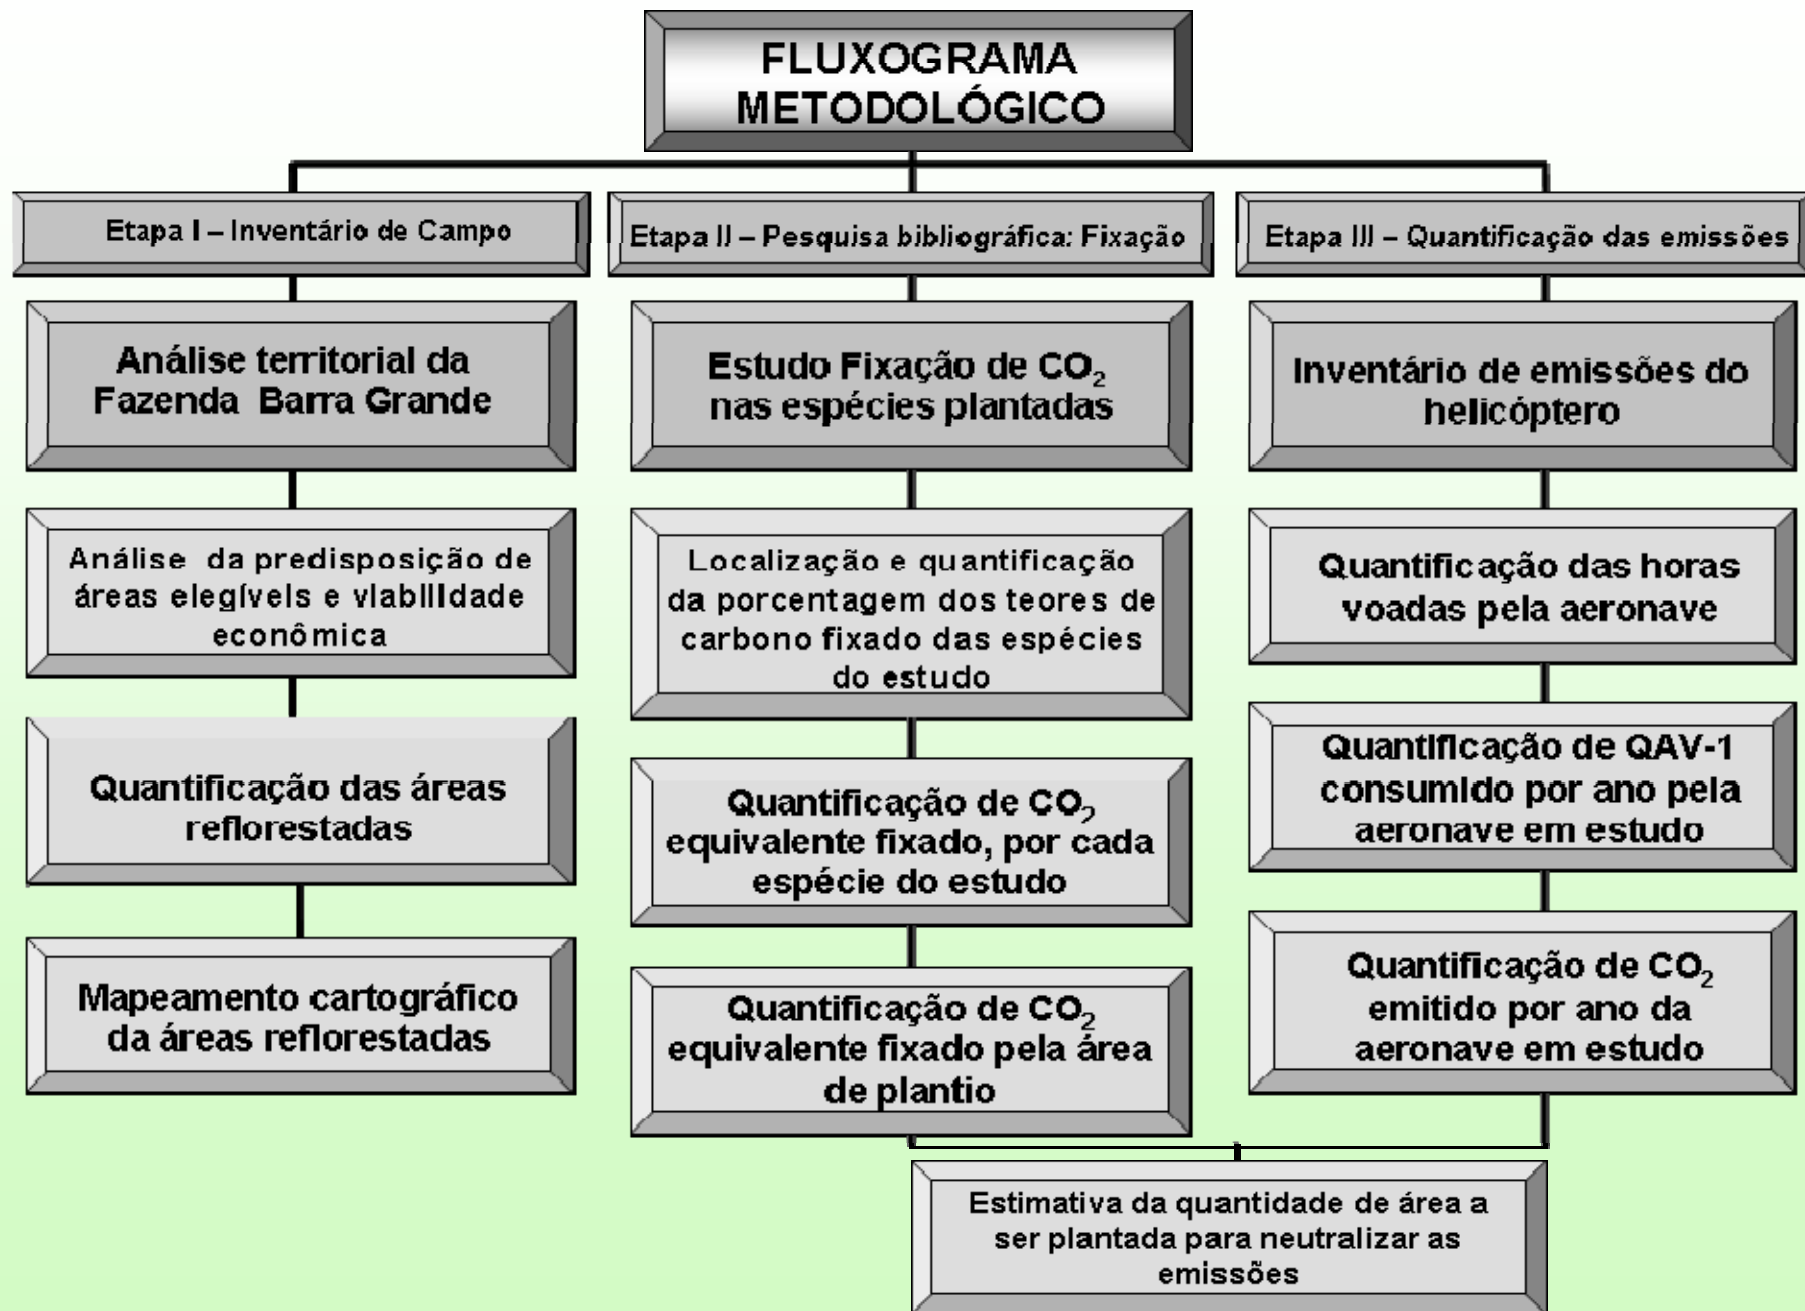 FLUXOGRAMA
METODOLÓGICO
Etapa I – Inventário de Campo
Análise territorial da
Fazenda Barra Grande
Análise da predisposição de
áreas elegíveis e viabilidade
econômica
Quantificação das áreas
reflorestadas
Mapeamento cartográfico
da áreas reflorestadas
Etapa II – Pesquisa bibliográfica: Fixação
Estudo Fixação de CO₂
nas espécies plantadas
Localização e quantificação
da porcentagem dos teores de
carbono fixado das espécies
do estudo
Quantificação de CO₂
equivalente fixado, por cada
espécie do estudo
Quantificação de CO₂
equivalente fixado pela área
de plantio
Etapa III – Quantificação das emissões
Inventário de emissões do
helicóptero
Quantificação das horas
voadas pela aeronave
Quantificação de QAV-1
consumido por ano pela
aeronave em estudo
Quantificação de CO₂
emitido por ano da
aeronave em estudo
Estimativa da quantidade de área a
ser plantada para neutralizar as
emissões